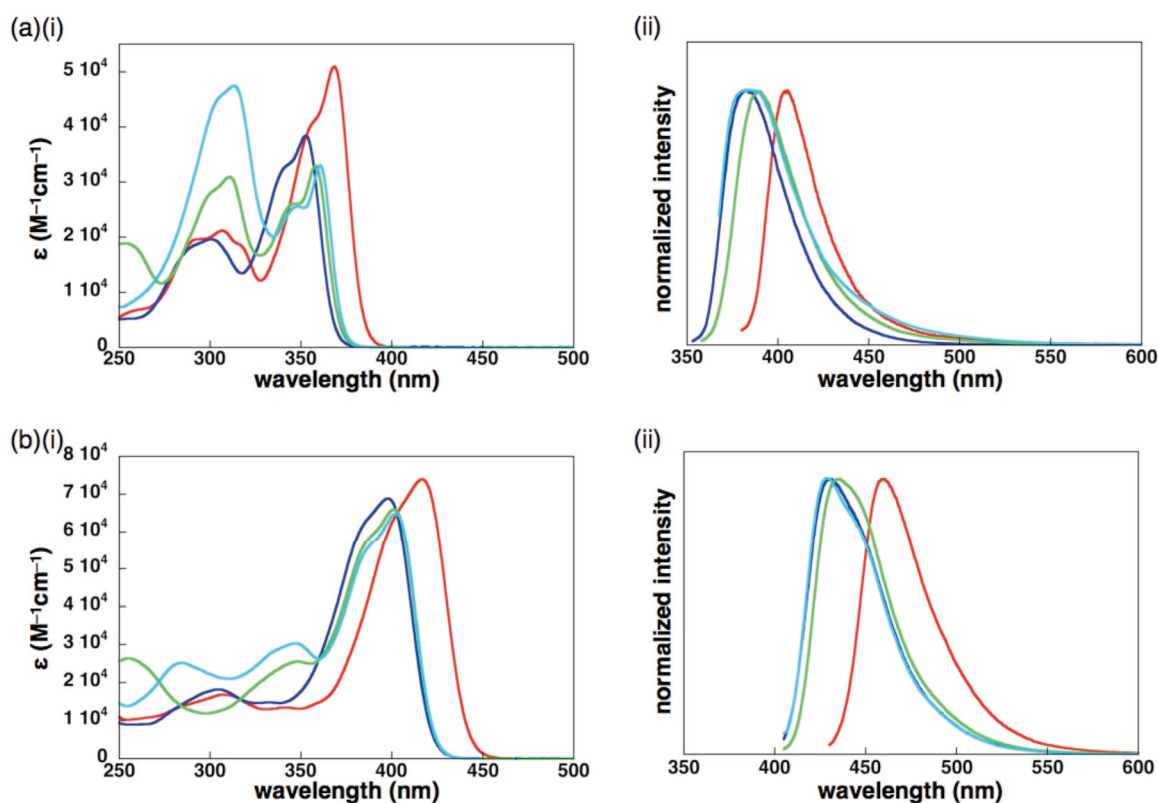 (a)(i)
(ii)
5 10⁴
4 10⁴
3 10⁴
2 10⁴
1 10⁴
0
ε (M⁻¹cm⁻¹)
250 300 350 400 450 500
wavelength (nm)
normalized intensity
350 400 450 500 550 600
wavelength (nm)
(b)(i)
(ii)
8 10⁴
7 10⁴
6 10⁴
5 10⁴
4 10⁴
3 10⁴
2 10⁴
1 10⁴
0
ε (M⁻¹cm⁻¹)
250 300 350 400 450 500
wavelength (nm)
normalized intensity
350 400 450 500 550 600
wavelength (nm)